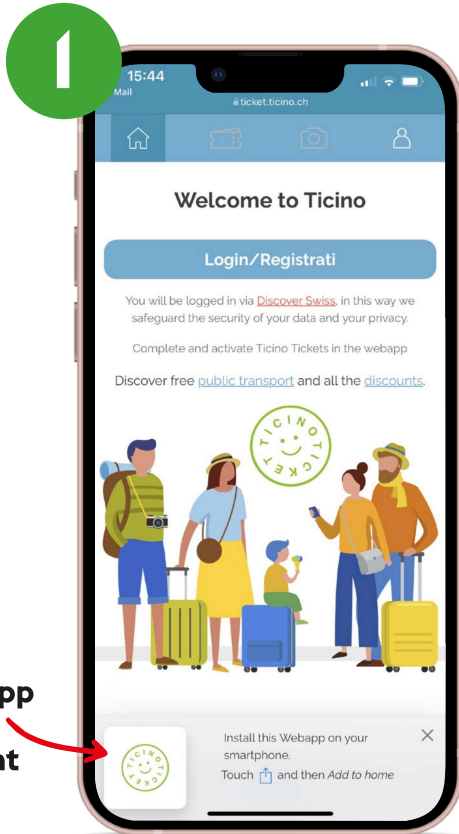 1
15:44
Mail
ticket.ticino.ch
Welcome to Ticino
Login/Registrati
You will be logged in via Discover Swiss, in this way we
safeguard the security of your data and your privacy.
Complete and activate Ticino Tickets in the webapp
Discover free public transport and all the discounts.
TICINO TICKET
Install this Webapp on your
smartphone.
Touch and then Add to home
TICINO TICKET